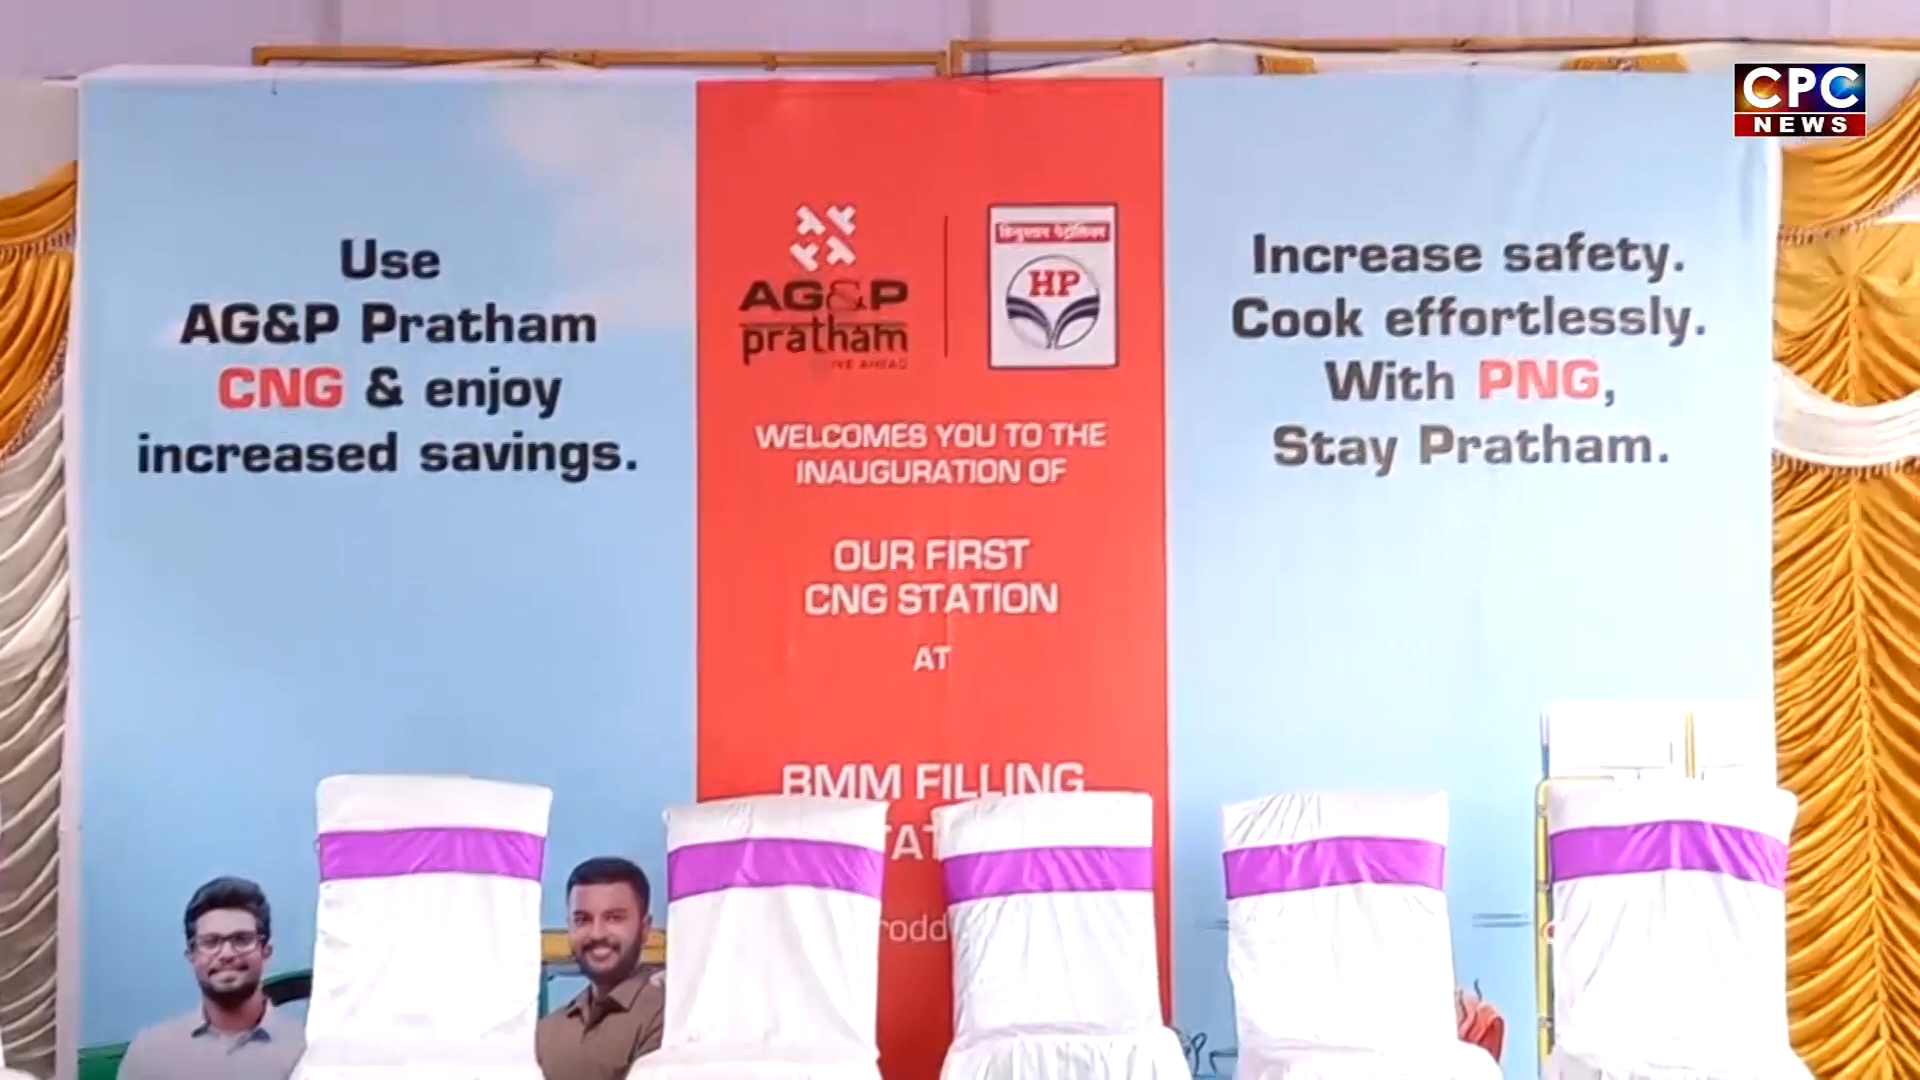 CPC
NEWS
Use
AG&P Pratham
CNG & enjoy
increased savings.
AG&P
pratham
हिन्दुस्तान पेट्रोलियम
HP
WELCOMES YOU TO THE
INAUGURATION OF
OUR FIRST
CNG STATION
AT
BMM FILLING
Increase safety.
Cook effortlessly.
With PNG,
Stay Pratham.